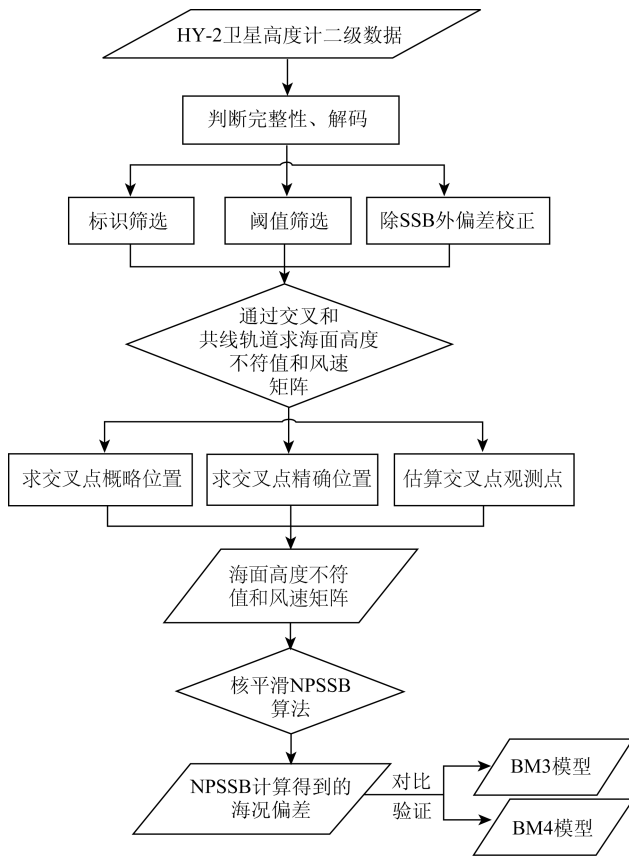 HY-2卫星高度计二级数据
判断完整性、解码
标识筛选
阈值筛选
除SSB外偏差校正
通过交叉和
共线轨道求海面高度
不符值和风速
矩阵
求交叉点概略位置
求交叉点精确位置
估算交叉点观测点
海面高度不符
值和风速矩阵
核平滑NPSSB
算法
NPSSB计算得到的
海况偏差
对比
验证
BM3模型
BM4模型